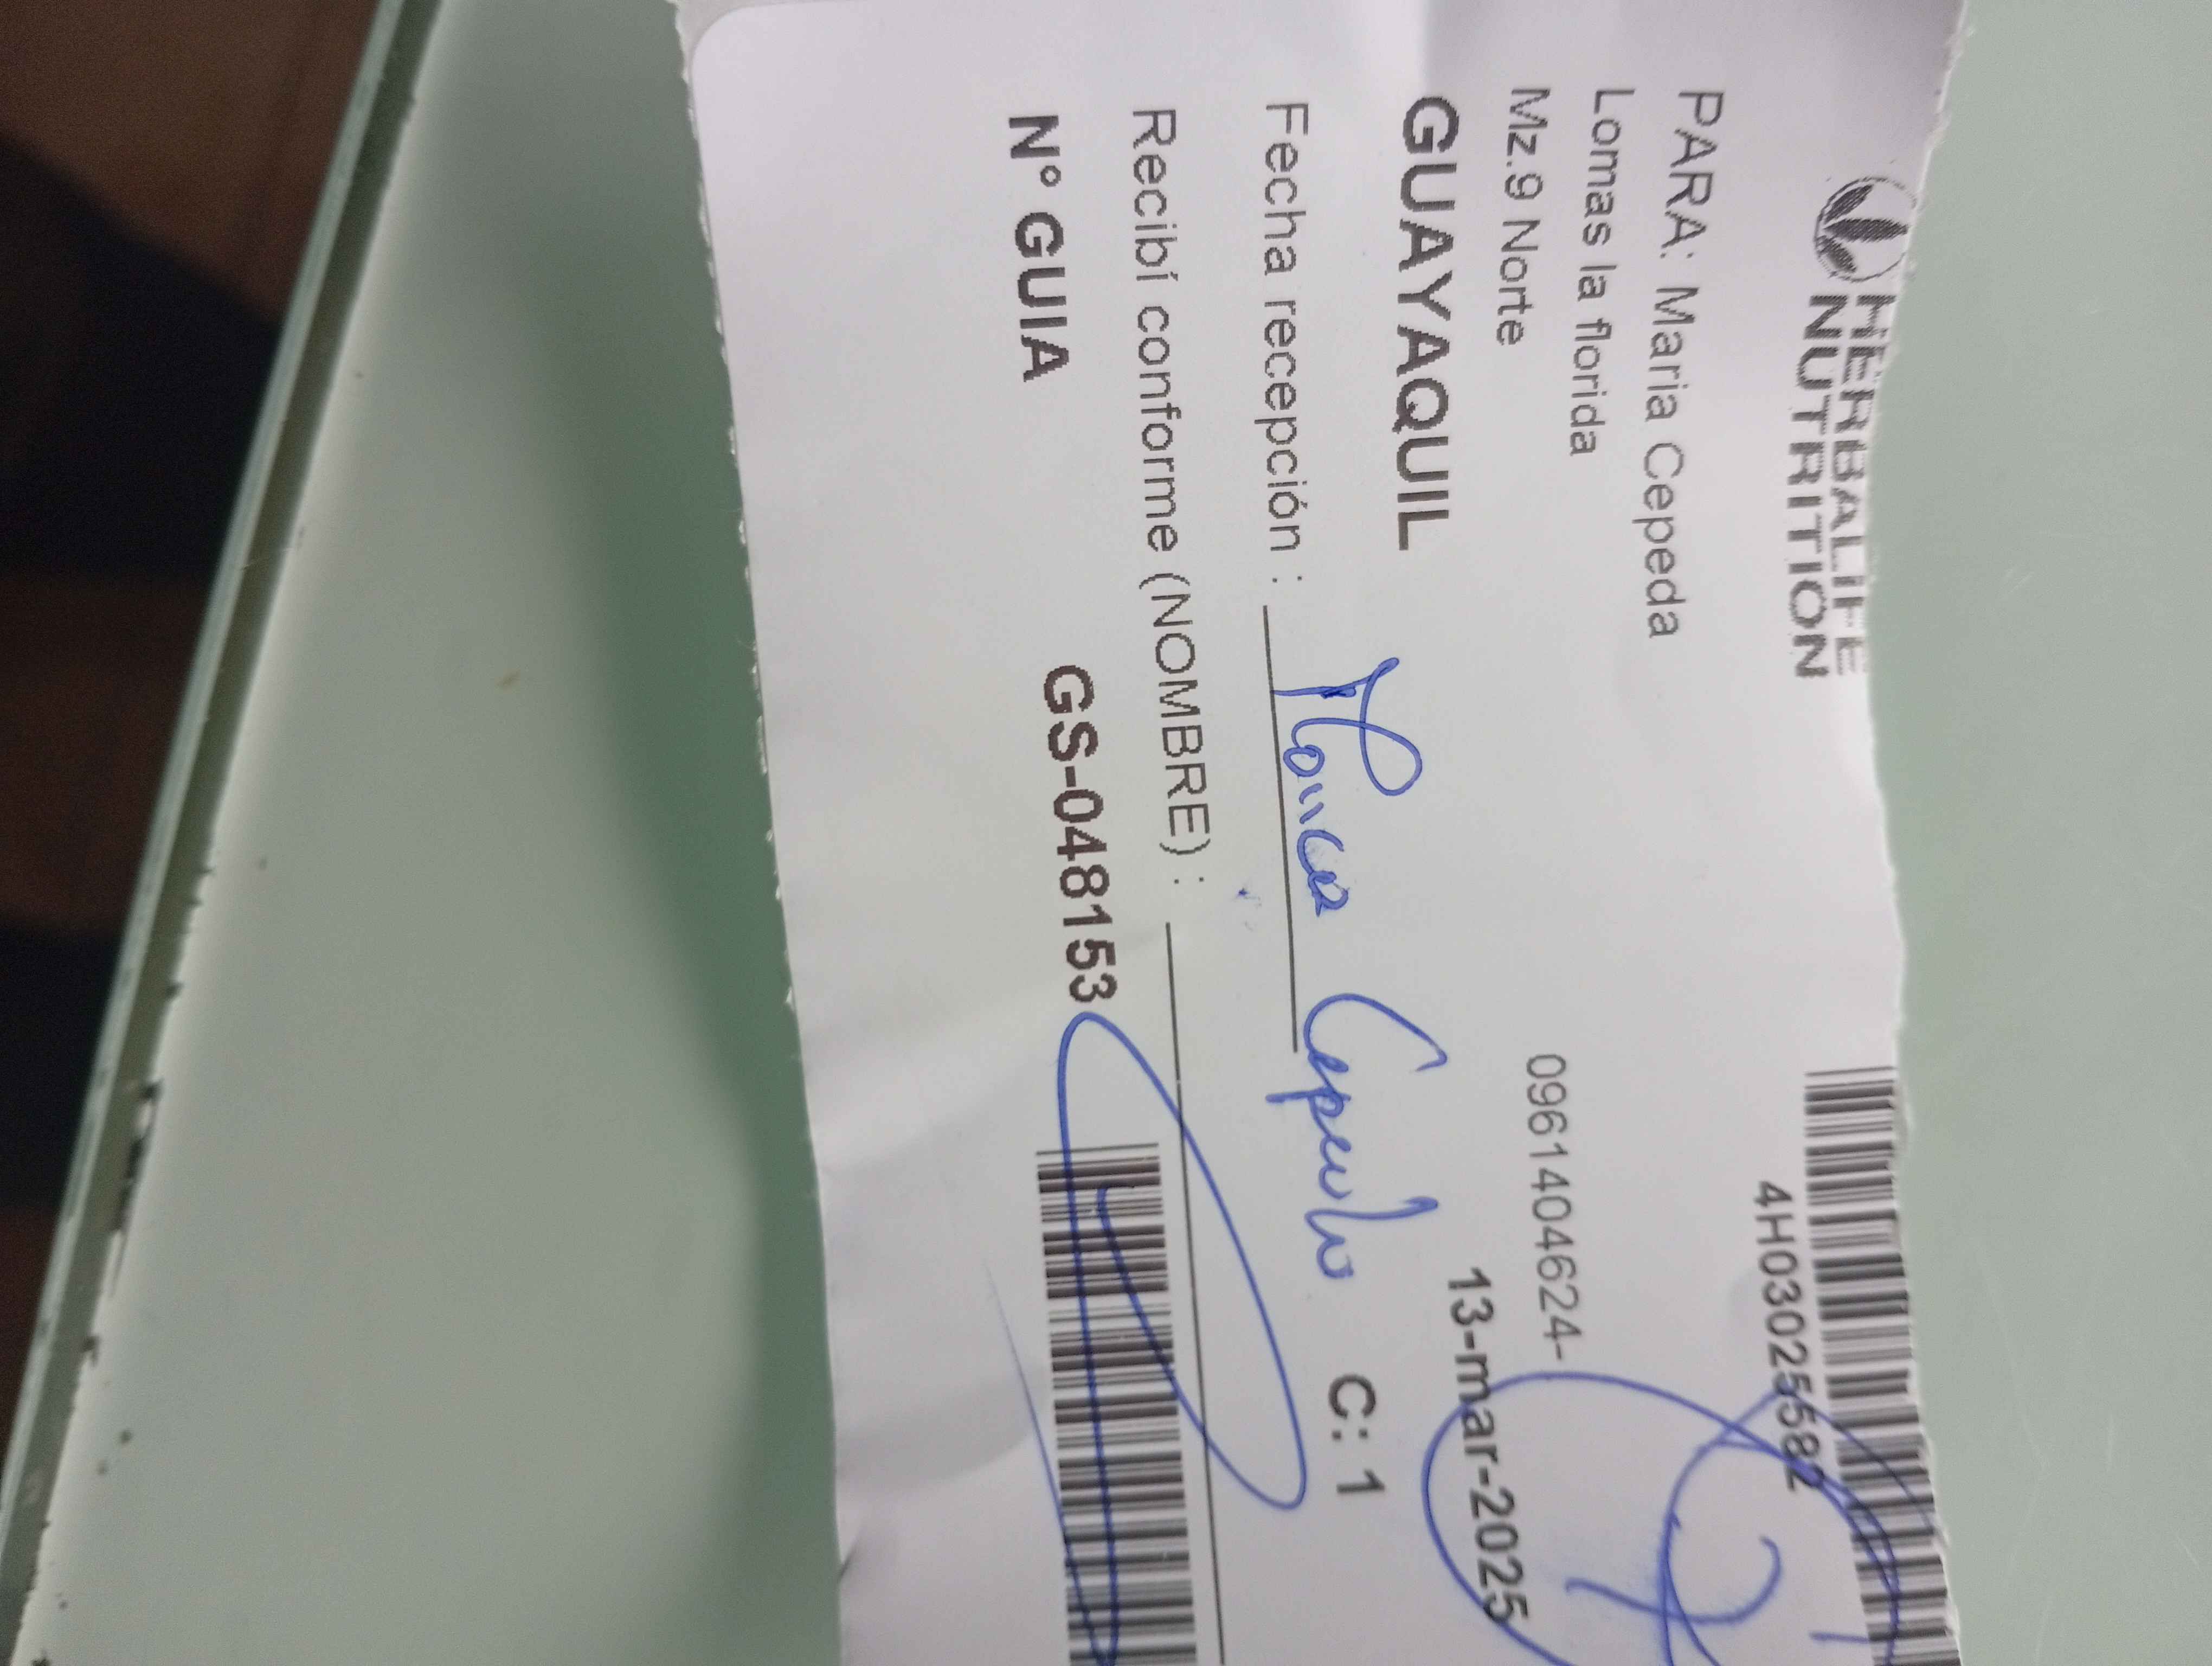 HERBALIFE
NUTRITION
4H03025582
PARA: Maria Cepeda
Lomas la florida
Mz.9 Norte
0961404624-
GUAYAQUIL
13-mar-2025
Fecha recepción :
Cepeda
C: 1
Recibí conforme (NOMBRE) :
N° GUIA GS-048153